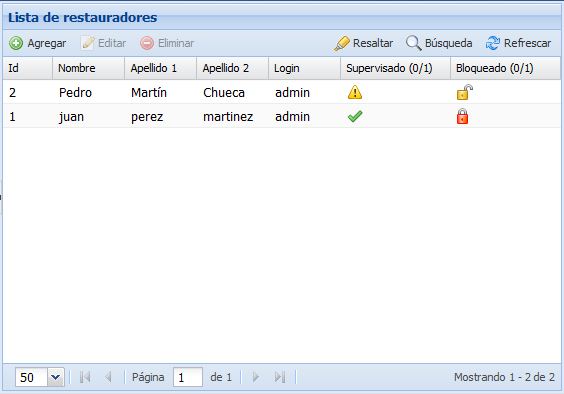 Lista de restauradores
Agregar Editar Eliminar Resaltar Búsqueda Refrescar
Id Nombre Apellido 1 Apellido 2 Login Supervisado (0/1) Bloqueado (0/1)
2 Pedro Martín Chueca admin
1 juan perez martinez admin
50 Página 1 de 1 Mostrando 1 - 2 de 2